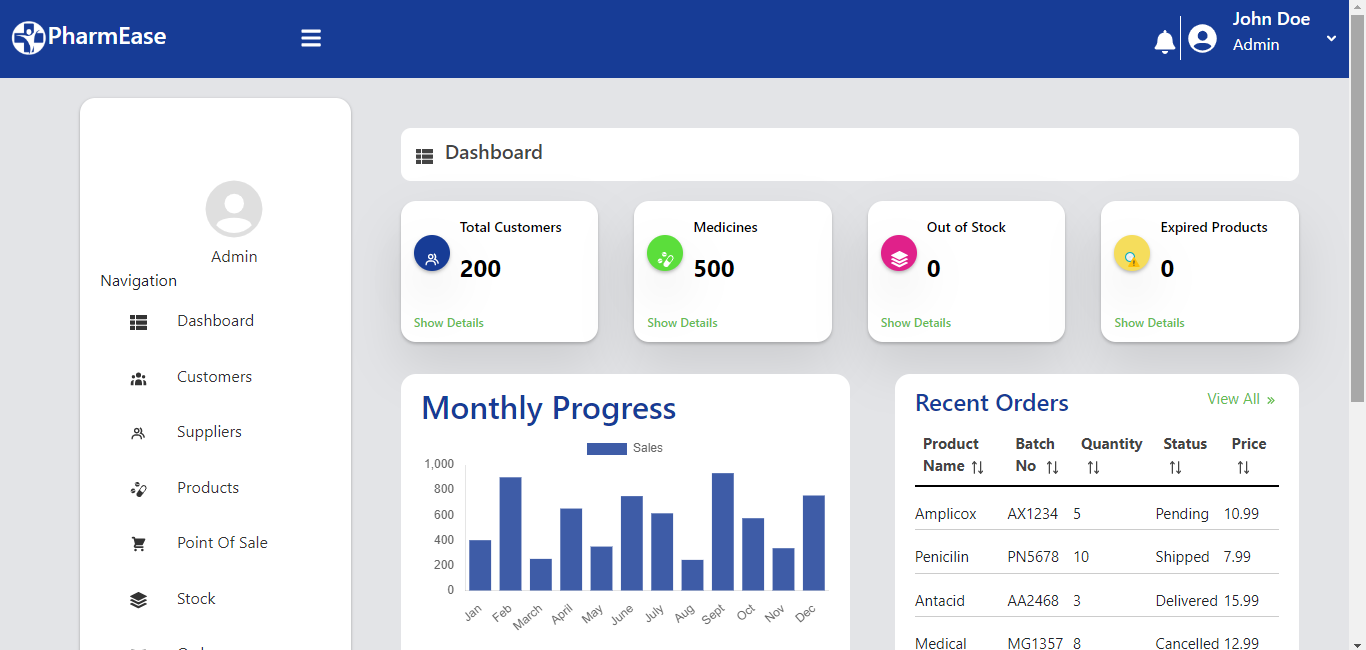 PharmEase
John Doe
Admin
Admin
Navigation
Dashboard
Customers
Suppliers
Products
Point Of Sale
Stock
Dashboard
Total Customers
200
Show Details
Medicines
500
Show Details
Out of Stock
0
Show Details
Expired Products
0
Show Details
Monthly Progress
Sales
1,000
800
600
400
200
0
Jan Feb March April May June July Aug Sept Oct Nov Dec
Recent Orders
View All »
Product Batch Quantity Status Price
Name ↑↓ No ↑↓ ↑↓ ↑↓ ↑↓
Amplicox AX1234 5 Pending 10.99
Penicilin PN5678 10 Shipped 7.99
Antacid AA2468 3 Delivered 15.99
Medical MG1357 8 Cancelled 12.99